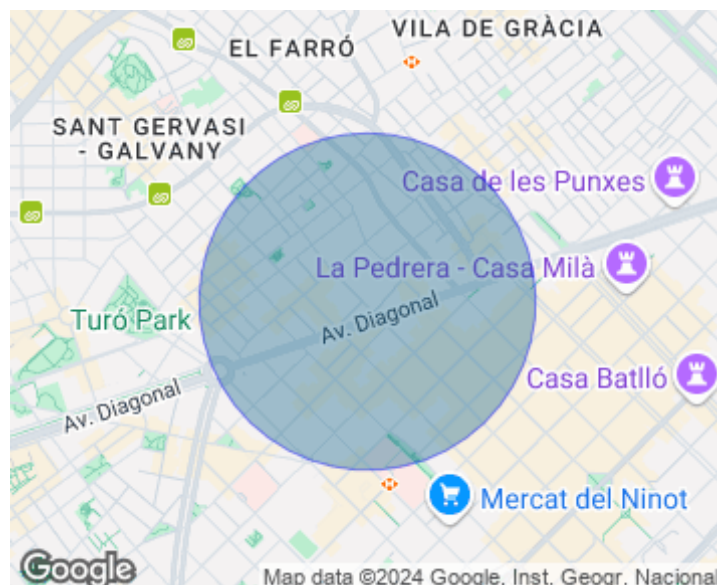 VILA DE GRÀCIA
EL FARRÓ
SANT GERVASI
- GALVANY
Casa de les Punxes
La Pedrera - Casa Milà
Turó Park
Av. Diagonal
Casa Batlló
Av. Diagonal
Mercat del Ninot
Google
Map data ©2024 Google, Inst. Geogr. Nacional